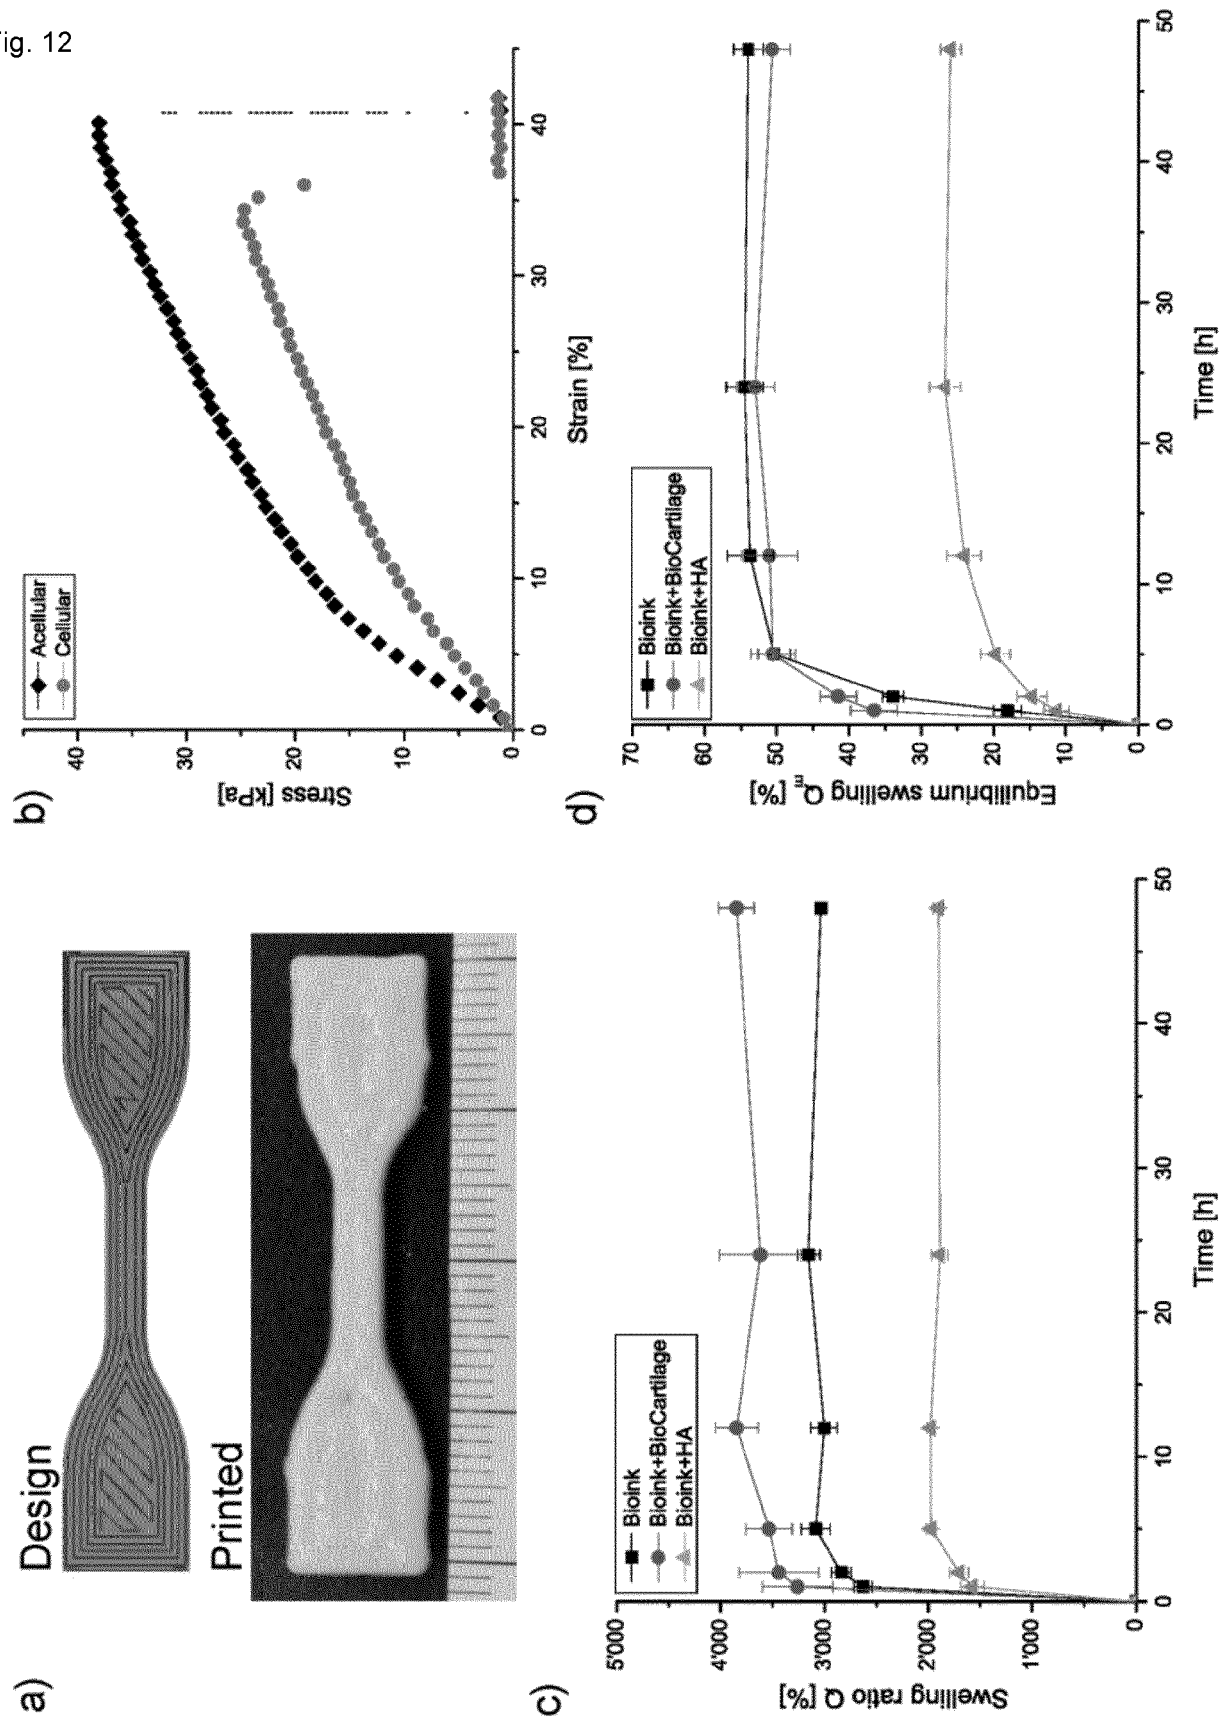 Fig. 12
a)
Design
Printed
b)
Acellular
Cellular
Stress [kPa]
40
30
20
10
0
0
10
20
30
40
Strain [%]
c)
Bioink
Bioink+BioCartilage
Bioink+HA
Swelling ratio Q [%]
5'000
4'000
3'000
2'000
0
0
10
20
30
40
50
Time [h]
d)
Bioink
Bioink+BioCartilage
Bioink+HA
Equilibrium swelling Qm [%]
70
60
50
40
30
20
10
0
0
10
20
30
40
50
Time [h]